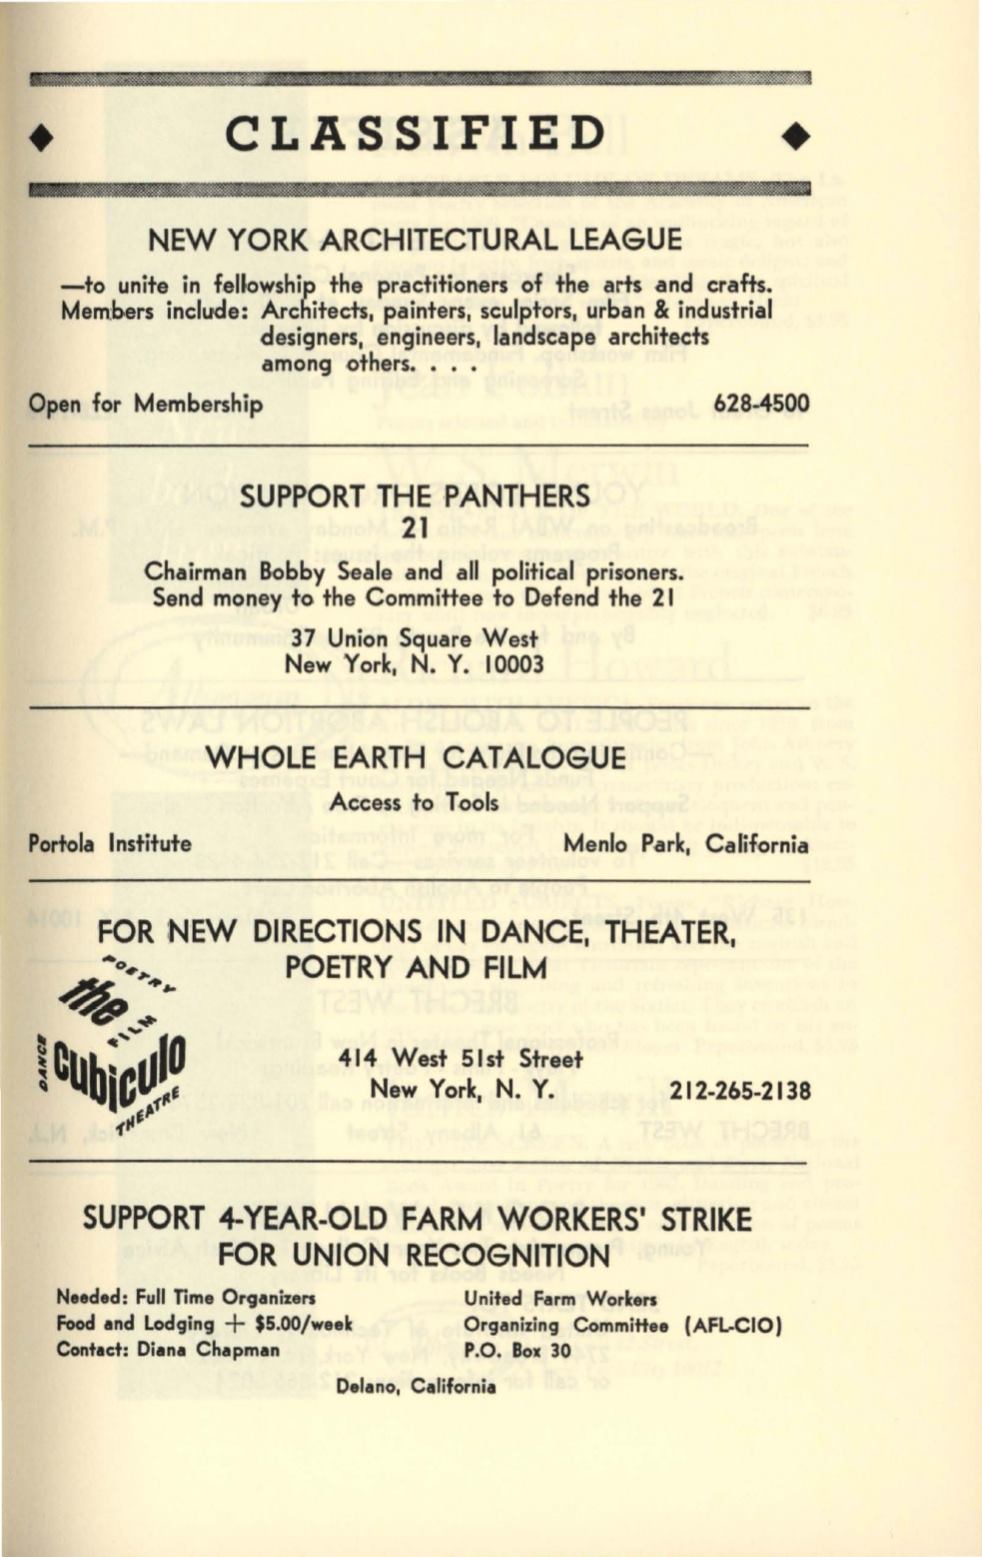 CLASSIFIED
NEW YORK ARCHITECTURAL LEAGUE
—to unite in fellowship the practitioners of the arts and crafts.
Members include: Architects, painters, sculptors, urban & industrial
designers, engineers, landscape architects
among others. . . .
Open for Membership 628-4500
SUPPORT THE PANTHERS
21
Chairman Bobby Seale and all political prisoners.
Send money to the Committee to Defend the 21
37 Union Square West
New York, N. Y. 10003
WHOLE EARTH CATALOGUE
Access to Tools
Portola Institute Menlo Park, California
FOR NEW DIRECTIONS IN DANCE, THEATER,
POETRY AND FILM
POETRY
the
FILM
DANCE
cubiculo
THEATRE
414 West 51st Street
New York, N. Y. 212-265-2138
SUPPORT 4-YEAR-OLD FARM WORKERS' STRIKE
FOR UNION RECOGNITION
Needed: Full Time Organizers
Food and Lodging + $5.00/week
Contact: Diana Chapman
United Farm Workers
Organizing Committee (AFL-CIO)
P.O. Box 30
Delano, California